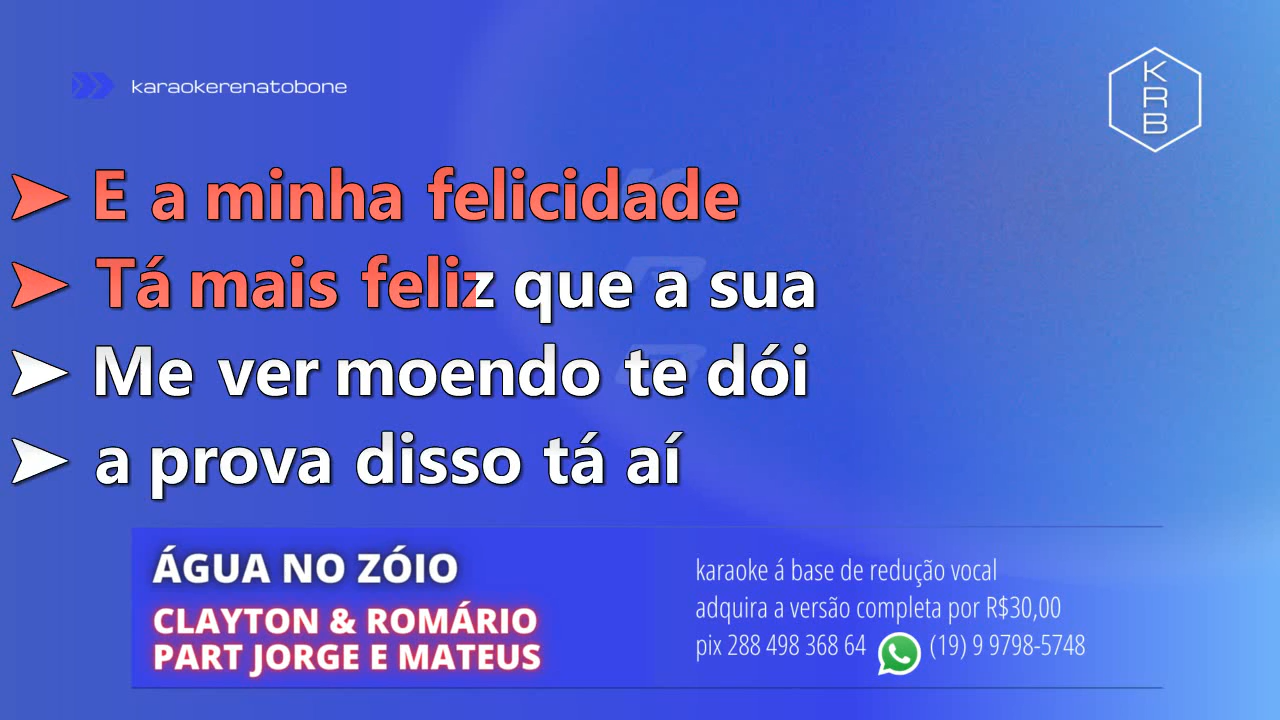 karaokerenatobone
K
R
B
➤ E a minha felicidade
➤ Tá mais feliz que a sua
➤ Me ver moendo te dói
➤ a prova disso tá aí
ÁGUA NO ZÓIO
CLAYTON & ROMÁRIO
PART JORGE E MATEUS
karaoke á base de redução vocal
adquira a versão completa por R$30,00
pix 288 498 368 64 (19) 9 9798-5748